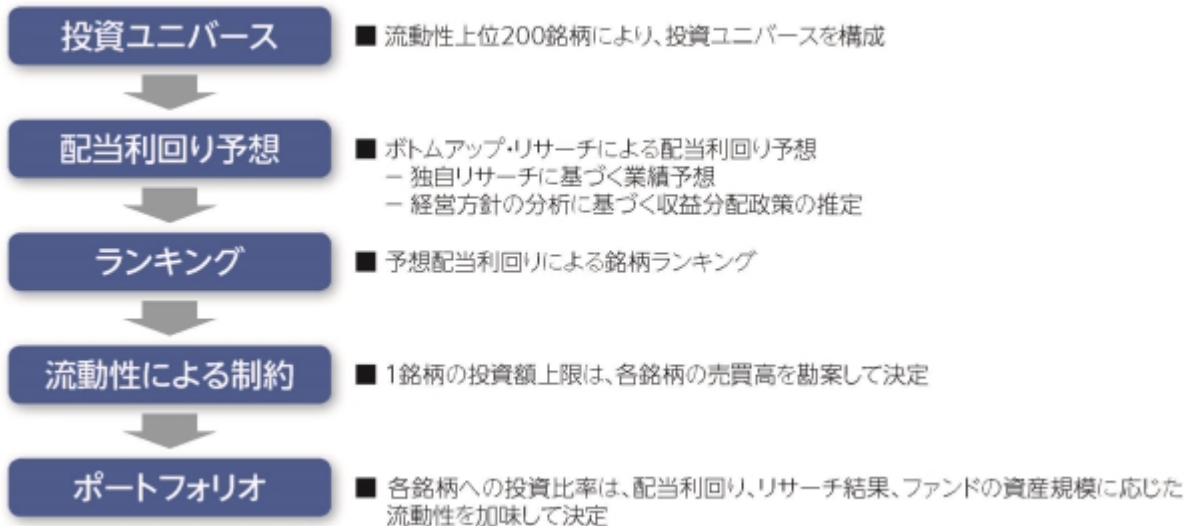 投資ユニバース
■ 流動性上位200銘柄により、投資ユニバースを構成
配当利回り予想
■ ボトムアップ・リサーチによる配当利回り予想
− 独自リサーチに基づく業績予想
− 経営方針の分析に基づく収益分配政策の推定
ランキング
■ 予想配当利回りによる銘柄ランキング
流動性による制約
■ 1銘柄の投資額上限は、各銘柄の売買高を勘案して決定
ポートフォリオ
■ 各銘柄への投資比率は、配当利回り、リサーチ結果、ファンドの資産規模に応じた
流動性を加味して決定